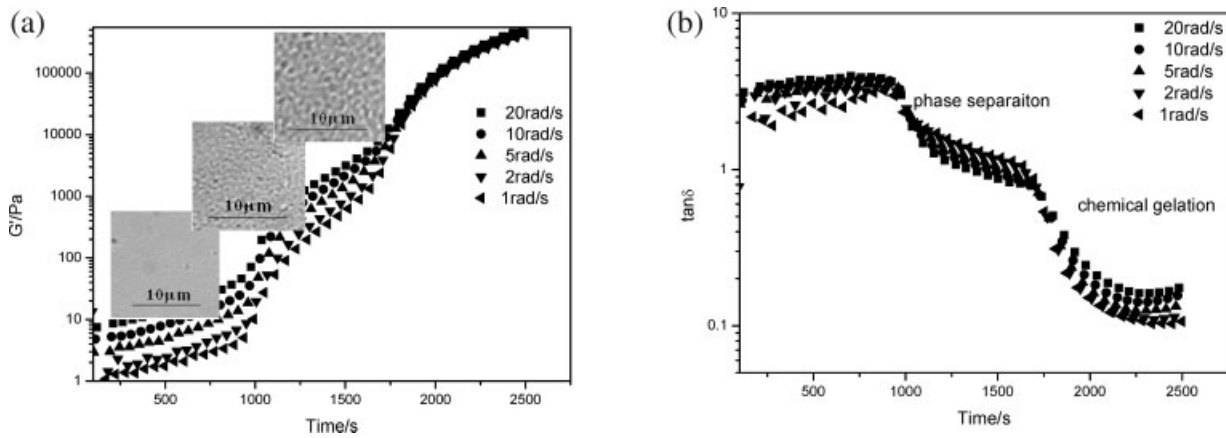 (a)
100000
10000
1000
100
10
1
G'/Pa
10μm
10μm
10μm
20rad/s
10rad/s
5rad/s
2rad/s
1rad/s
500
1000
1500
2000
2500
Time/s
(b)
10
1
0.1
tanδ
20rad/s
10rad/s
5rad/s
2rad/s
1rad/s
phase separaiton
chemical gelation
500
1000
1500
2000
2500
Time/s